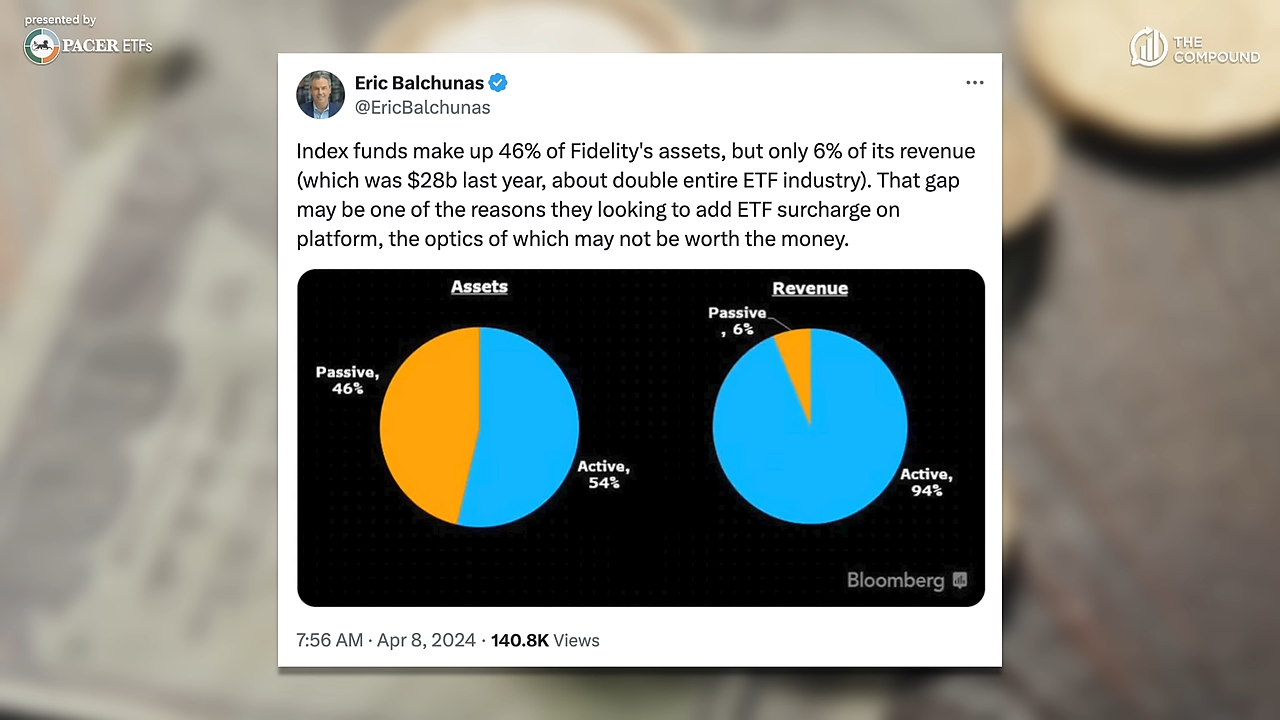 presented by
PACER ETFs
THE
COMPOUND
Eric Balchunas
@EricBalchunas
Index funds make up 46% of Fidelity's assets, but only 6% of its revenue
(which was $28b last year, about double entire ETF industry). That gap
may be one of the reasons they looking to add ETF surcharge on
platform, the optics of which may not be worth the money.
Assets
Passive,
46%
Active,
54%
Revenue
Passive
, 6%
Active,
94%
Bloomberg
7:56 AM · Apr 8, 2024 · 140.8K Views